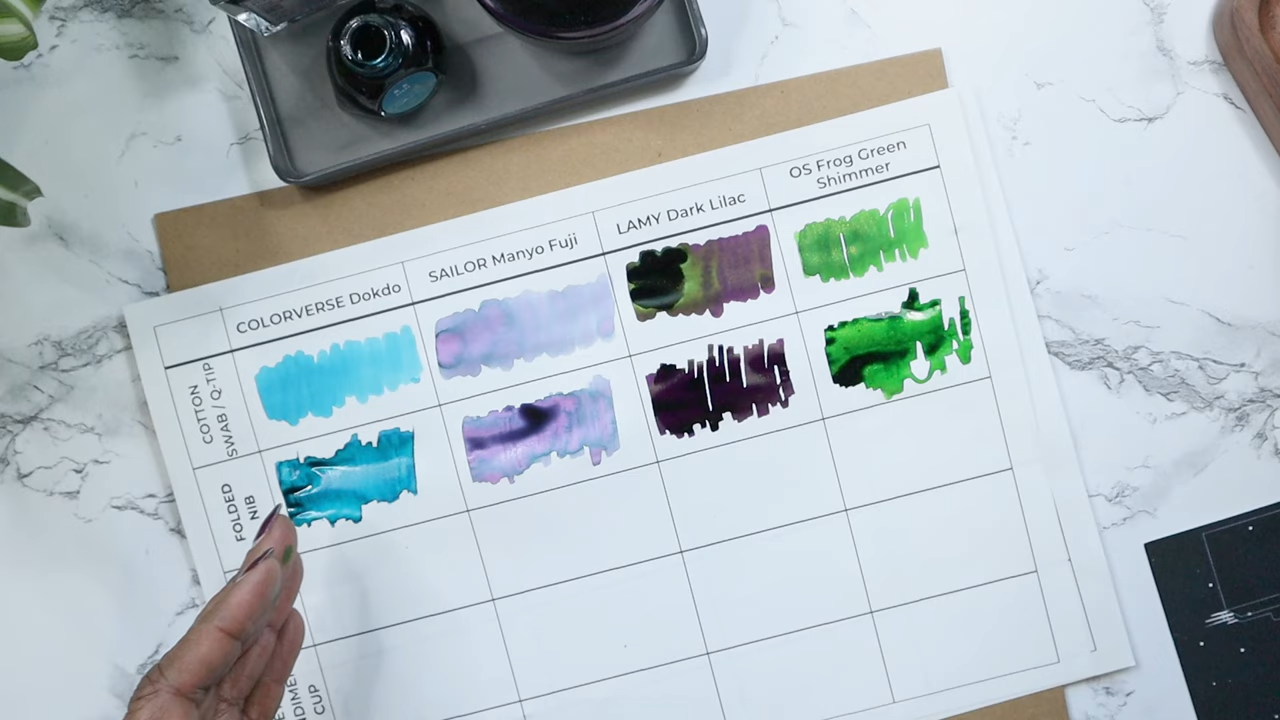 COLORVERSE Dokdo
SAILOR Manyo Fuji
LAMY Dark Lilac
OS Frog Green
Shimmer
COTTON
SWAB / Q-TIP
FOLDED
NIB
CUP